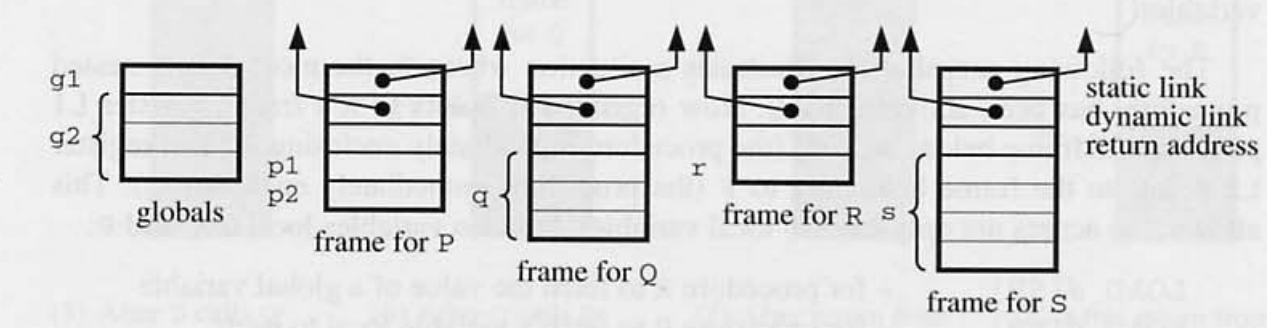 g1
g2
globals
p1
p2
frame for P
q
frame for Q
r
frame for R
s
frame for S
static link
dynamic link
return address